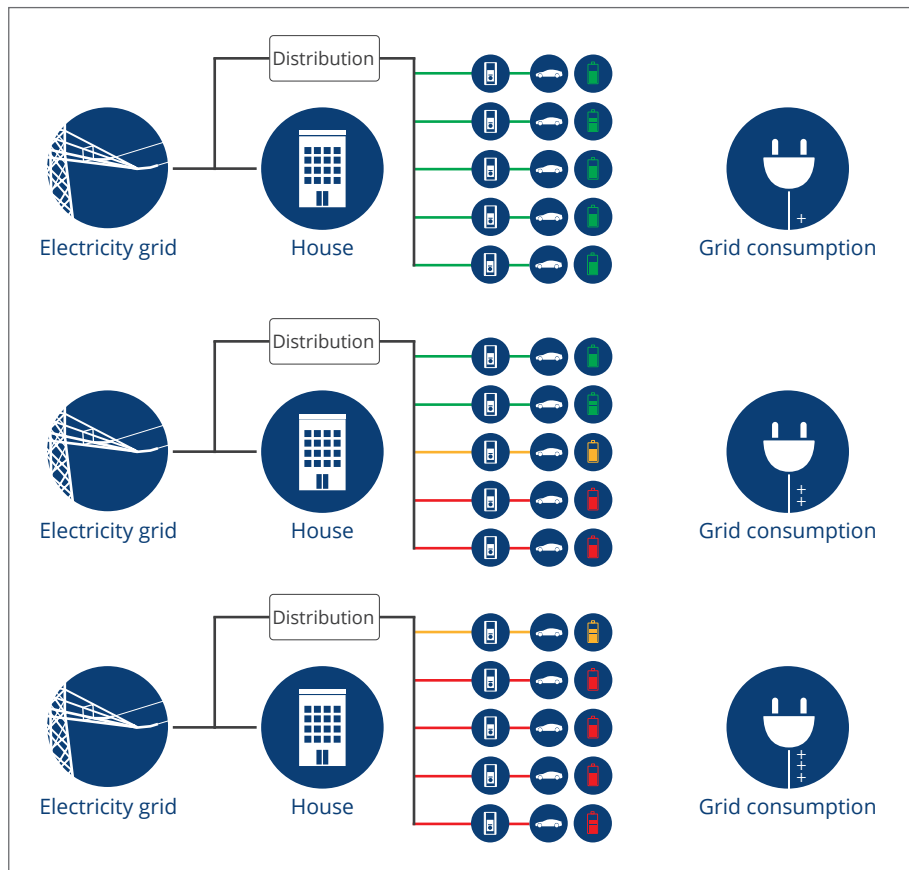 Distribution
Electricity grid
House
Grid consumption
+
Distribution
Electricity grid
House
Grid consumption
+
+
Distribution
Electricity grid
House
Grid consumption
+
+
+